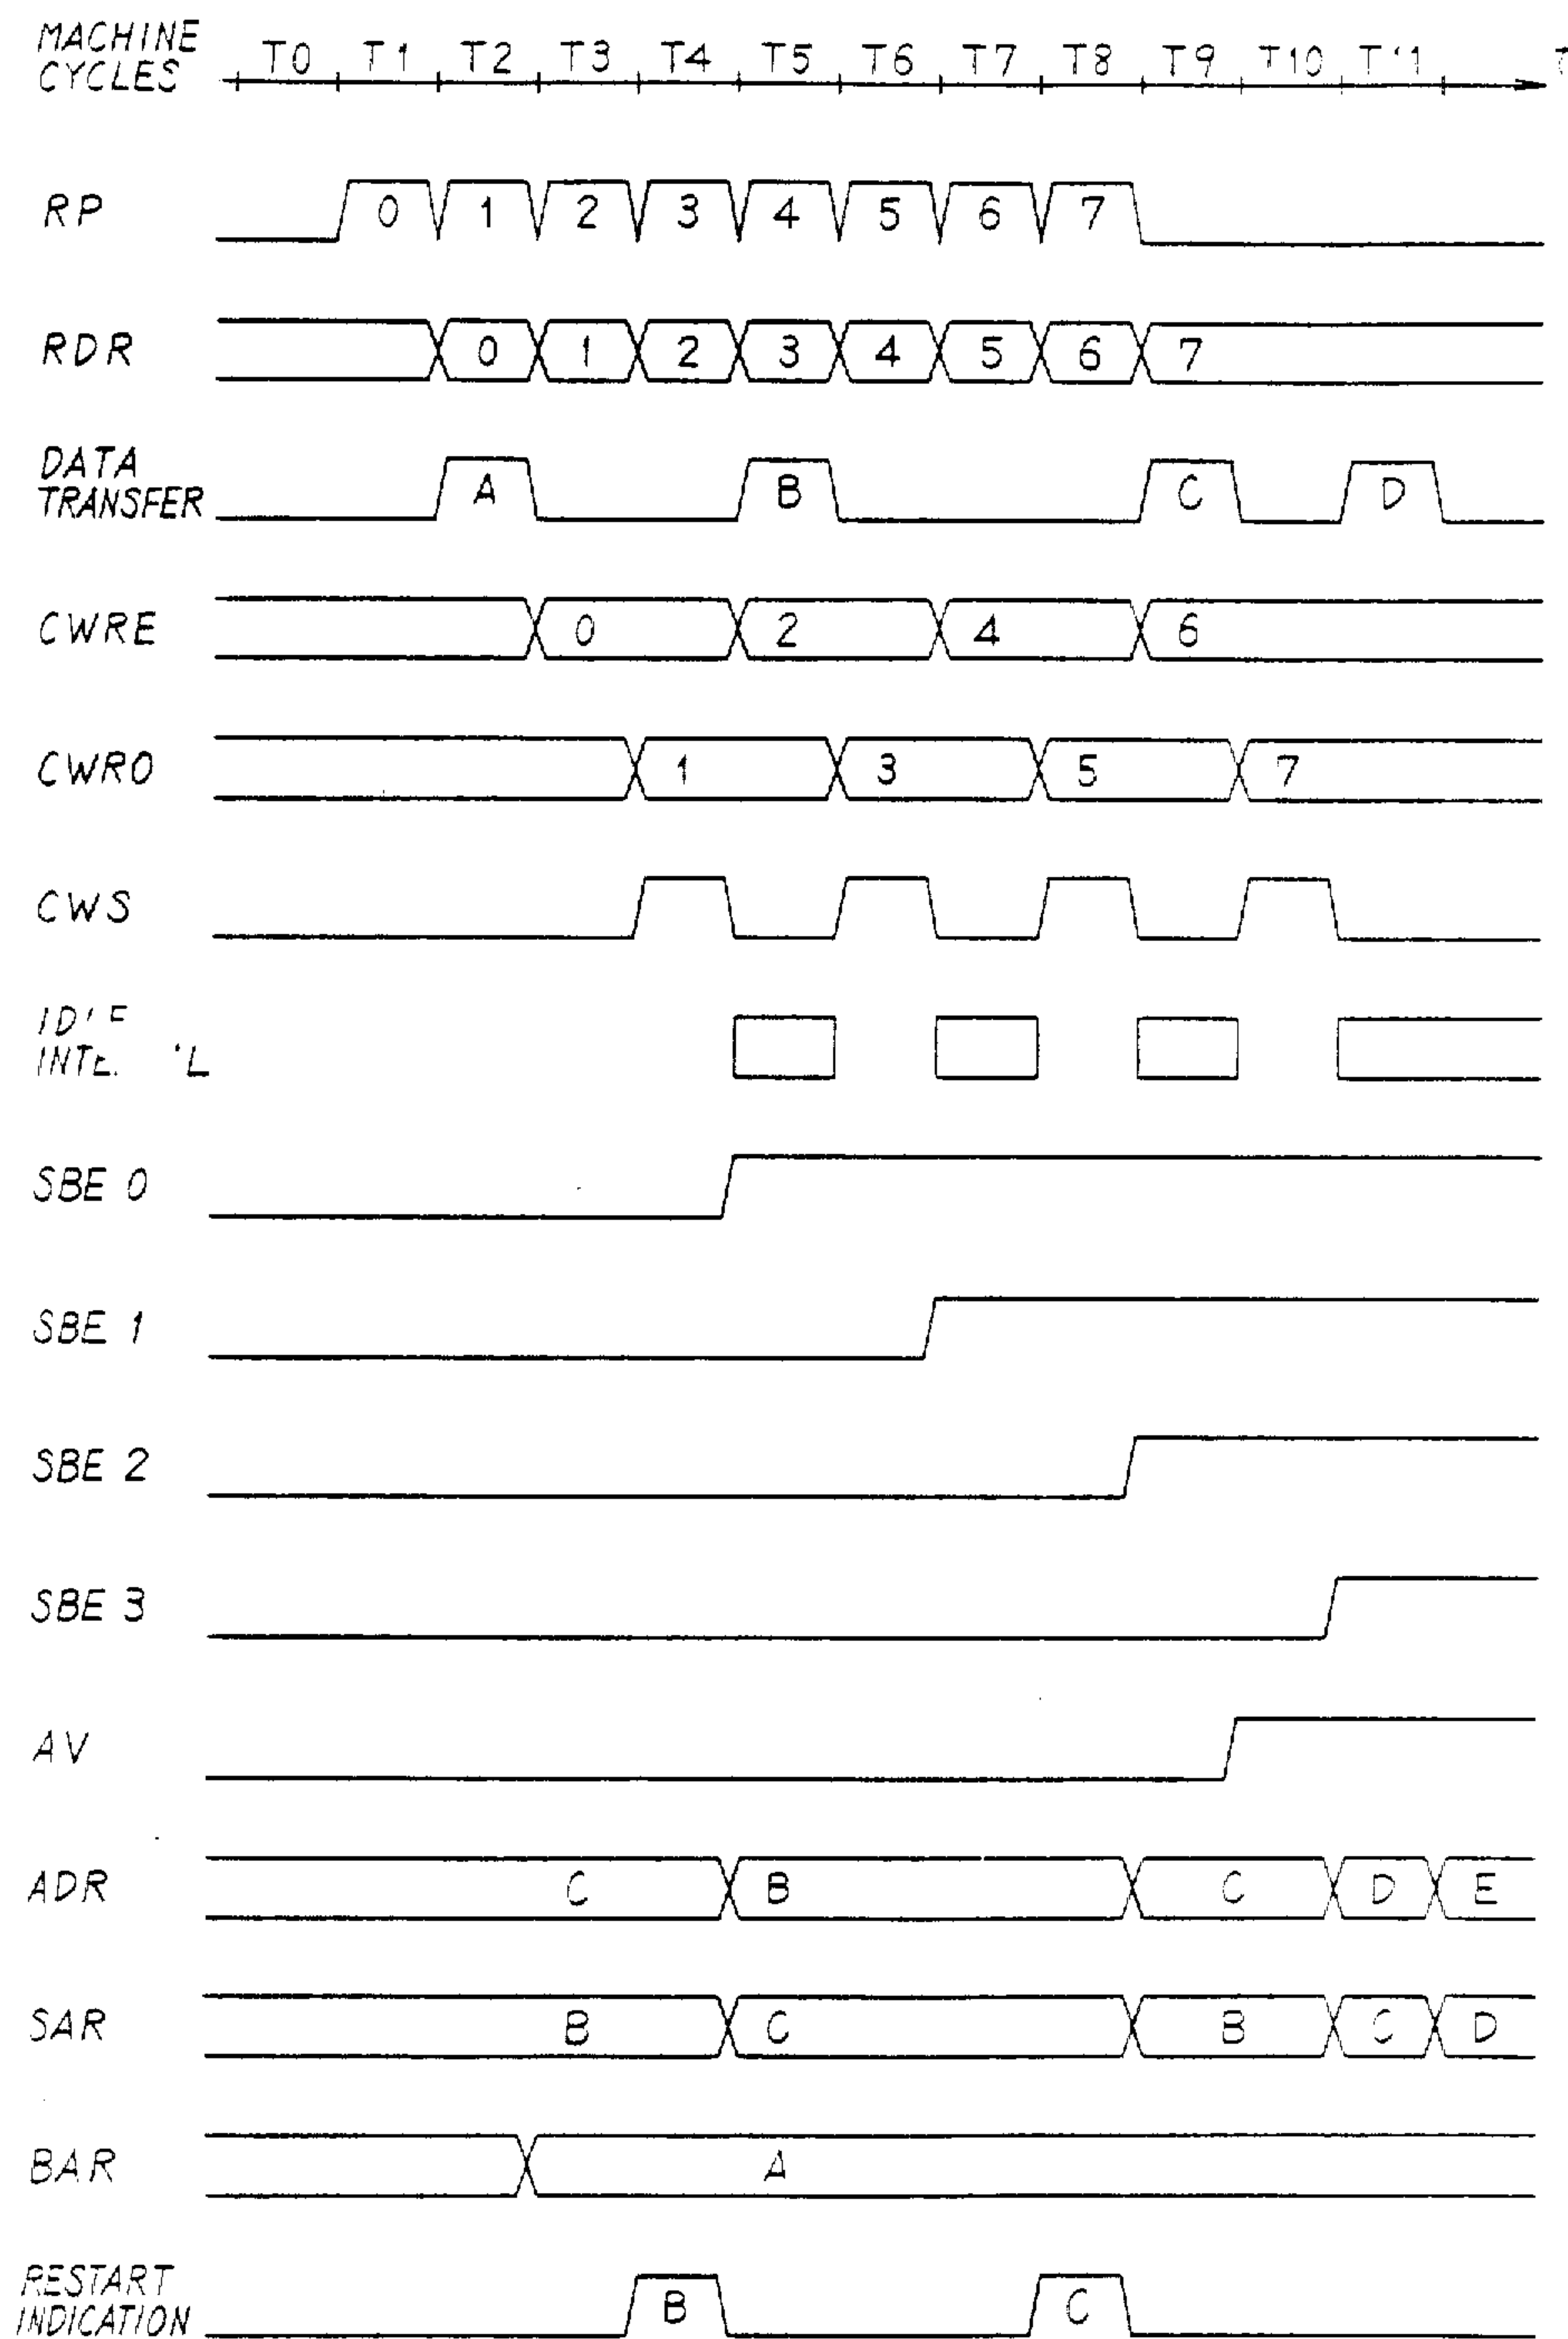 MACHINE
CYCLES
T0 T1 T2 T3 T4 T5 T6 T7 T8 T9 T10
RP 0 1 2 3 4 5 6 7
RDR 0 1 2 3 4 5 6 7
DATA
TRANSFER A B C D
CWRE 0 2 4 6
CWRO 1 3 5 7
CWS
SBE 0
SBE 1
SBE 2
SBE 3
AV
ADR C B C D E
SAR B C B C D
BAR A
RESTART
INDICATION B C